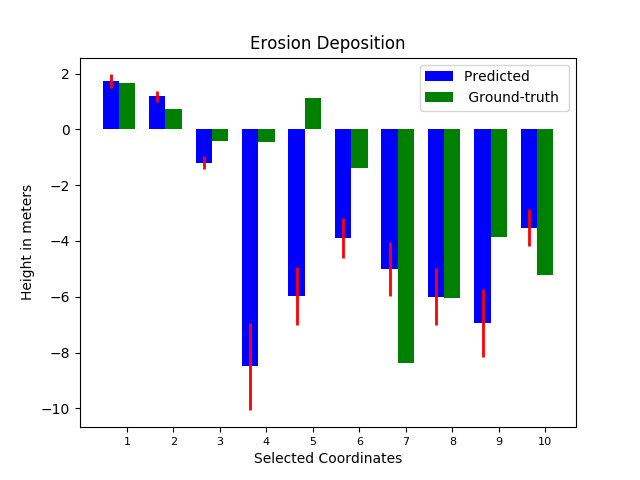 Erosion Deposition
Predicted
Ground-truth
2
0
−2
−4
−6
−8
−10
Height in meters
1 2 3 4 5 6 7 8 9 10
Selected Coordinates